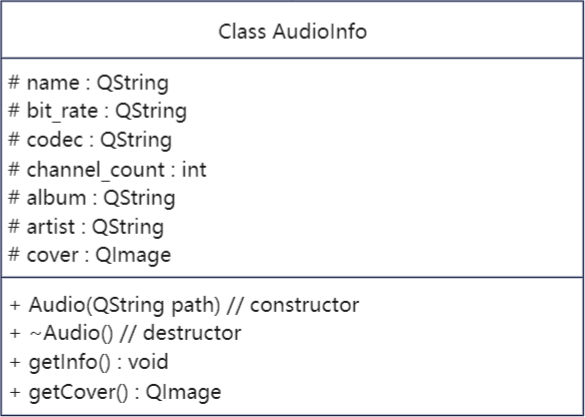 Class AudioInfo
# name : QString
# bit_rate : QString
# codec : QString
# channel_count : int
# album : QString
# artist : QString
# cover : QImage
+ Audio(QString path) // constructor
+ ~Audio() // destructor
+ getInfo() : void
+ getCover() : QImage